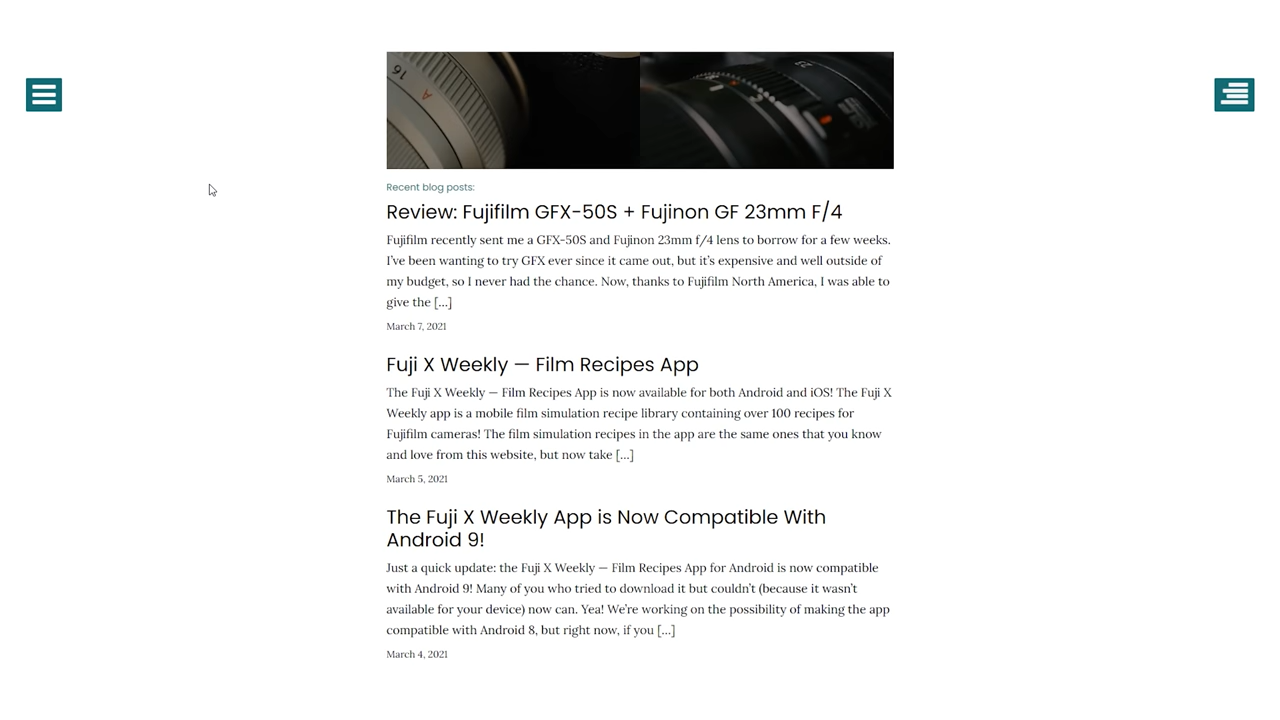 16
A
23
1 2
Recent blog posts:
Review: Fujifilm GFX-50S + Fujinon GF 23mm F/4
Fujifilm recently sent me a GFX-50S and Fujinon 23mm f/4 lens to borrow for a few weeks.
I've been wanting to try GFX ever since it came out, but it's expensive and well outside of
my budget, so I never had the chance. Now, thanks to Fujifilm North America, I was able to
give the [...]
March 7, 2021
Fuji X Weekly — Film Recipes App
The Fuji X Weekly — Film Recipes App is now available for both Android and iOS! The Fuji X
Weekly app is a mobile film simulation recipe library containing over 100 recipes for
Fujifilm cameras! The film simulation recipes in the app are the same ones that you know
and love from this website, but now take [...]
March 5, 2021
The Fuji X Weekly App is Now Compatible With
Android 9!
Just a quick update: the Fuji X Weekly — Film Recipes App for Android is now compatible
with Android 9! Many of you who tried to download it but couldn't (because it wasn't
available for your device) now can. Yea! We're working on the possibility of making the app
compatible with Android 8, but right now, if you [...]
March 4, 2021